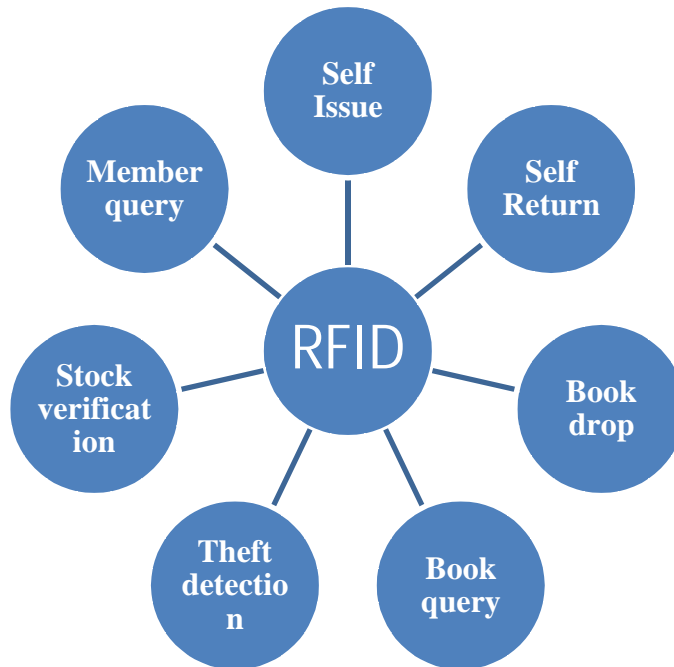 Self
Issue
Member
query
Self
Return
RFID
Stock
verificat
ion
Book
drop
Theft
detectio
n
Book
query